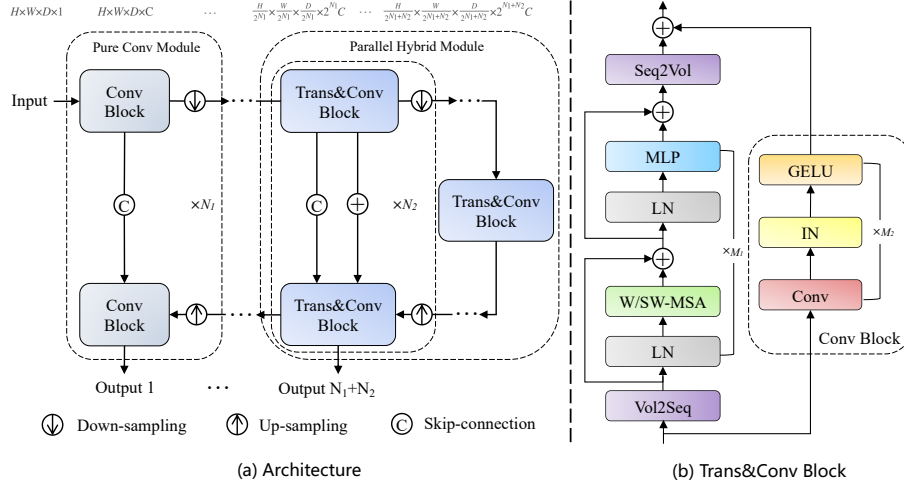 H×W×D×1 H×W×D×C ... H/2^{N1}×W/2^{N1}×D/2^{N1}×2^{N1}C ... H/2^{N1+N2}×W/2^{N1+N2}×D/2^{N1+N2}×2^{N1+N2}C
Pure Conv Module
Parallel Hybrid Module
Input
Conv
Block
Trans&Conv
Block
C
×N1
C
×N2
Trans&Conv
Block
Conv
Block
Trans&Conv
Block
Output 1
...
Output N1+N2
Down-sampling
Up-sampling
C
Skip-connection
(a) Architecture
Seq2Vol
MLP
LN
×M1
W/SW-MSA
LN
Vol2Seq
GELU
IN
×M2
Conv
Conv Block
(b) Trans&Conv Block